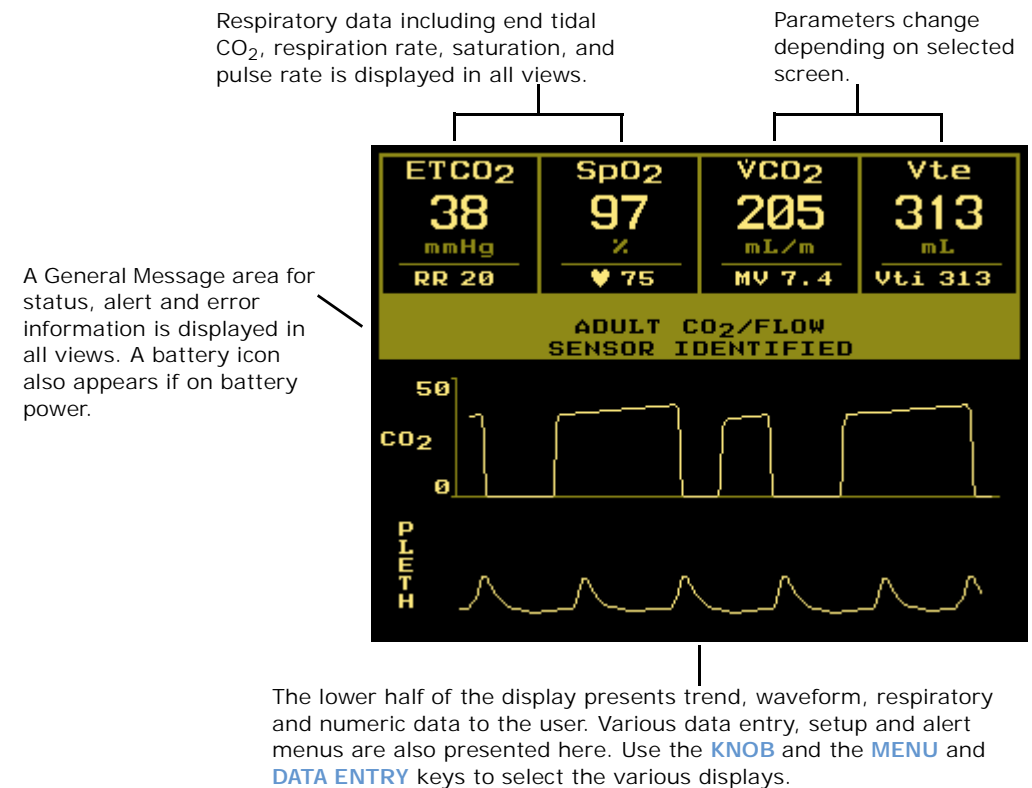 Respiratory data including end tidal
CO₂, respiration rate, saturation, and
pulse rate is displayed in all views.
Parameters change
depending on selected
screen.
ETCO₂
38
mmHg
RR 20
SpO₂
97
%
♥ 75
V̇CO₂
205
mL/m
MV 7.4
Vte
313
mL
Vti 313
A General Message area for
status, alert and error
information is displayed in
all views. A battery icon
also appears if on battery
power.
ADULT CO₂/FLOW
SENSOR IDENTIFIED
50
CO₂
0
PLETH
The lower half of the display presents trend, waveform, respiratory
and numeric data to the user. Various data entry, setup and alert
menus are also presented here. Use the KNOB and the MENU and
DATA ENTRY keys to select the various displays.